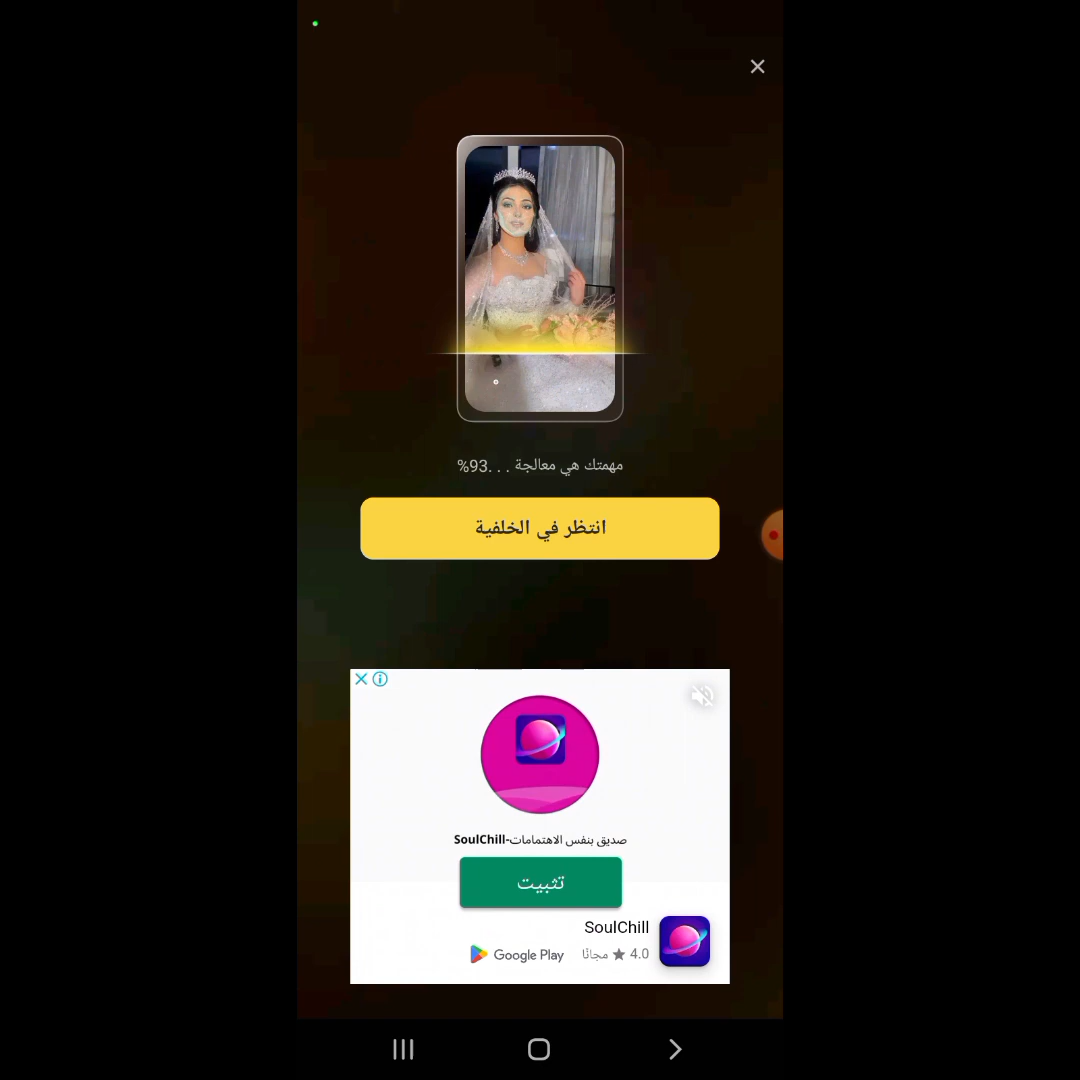 مهمتك هي معالجة . . .93%
انتظر في الخلفية
صديق بنفس الاهتمامات-SoulChill
تثبيت
SoulChill
4.0 ★ مجانًا
Google Play